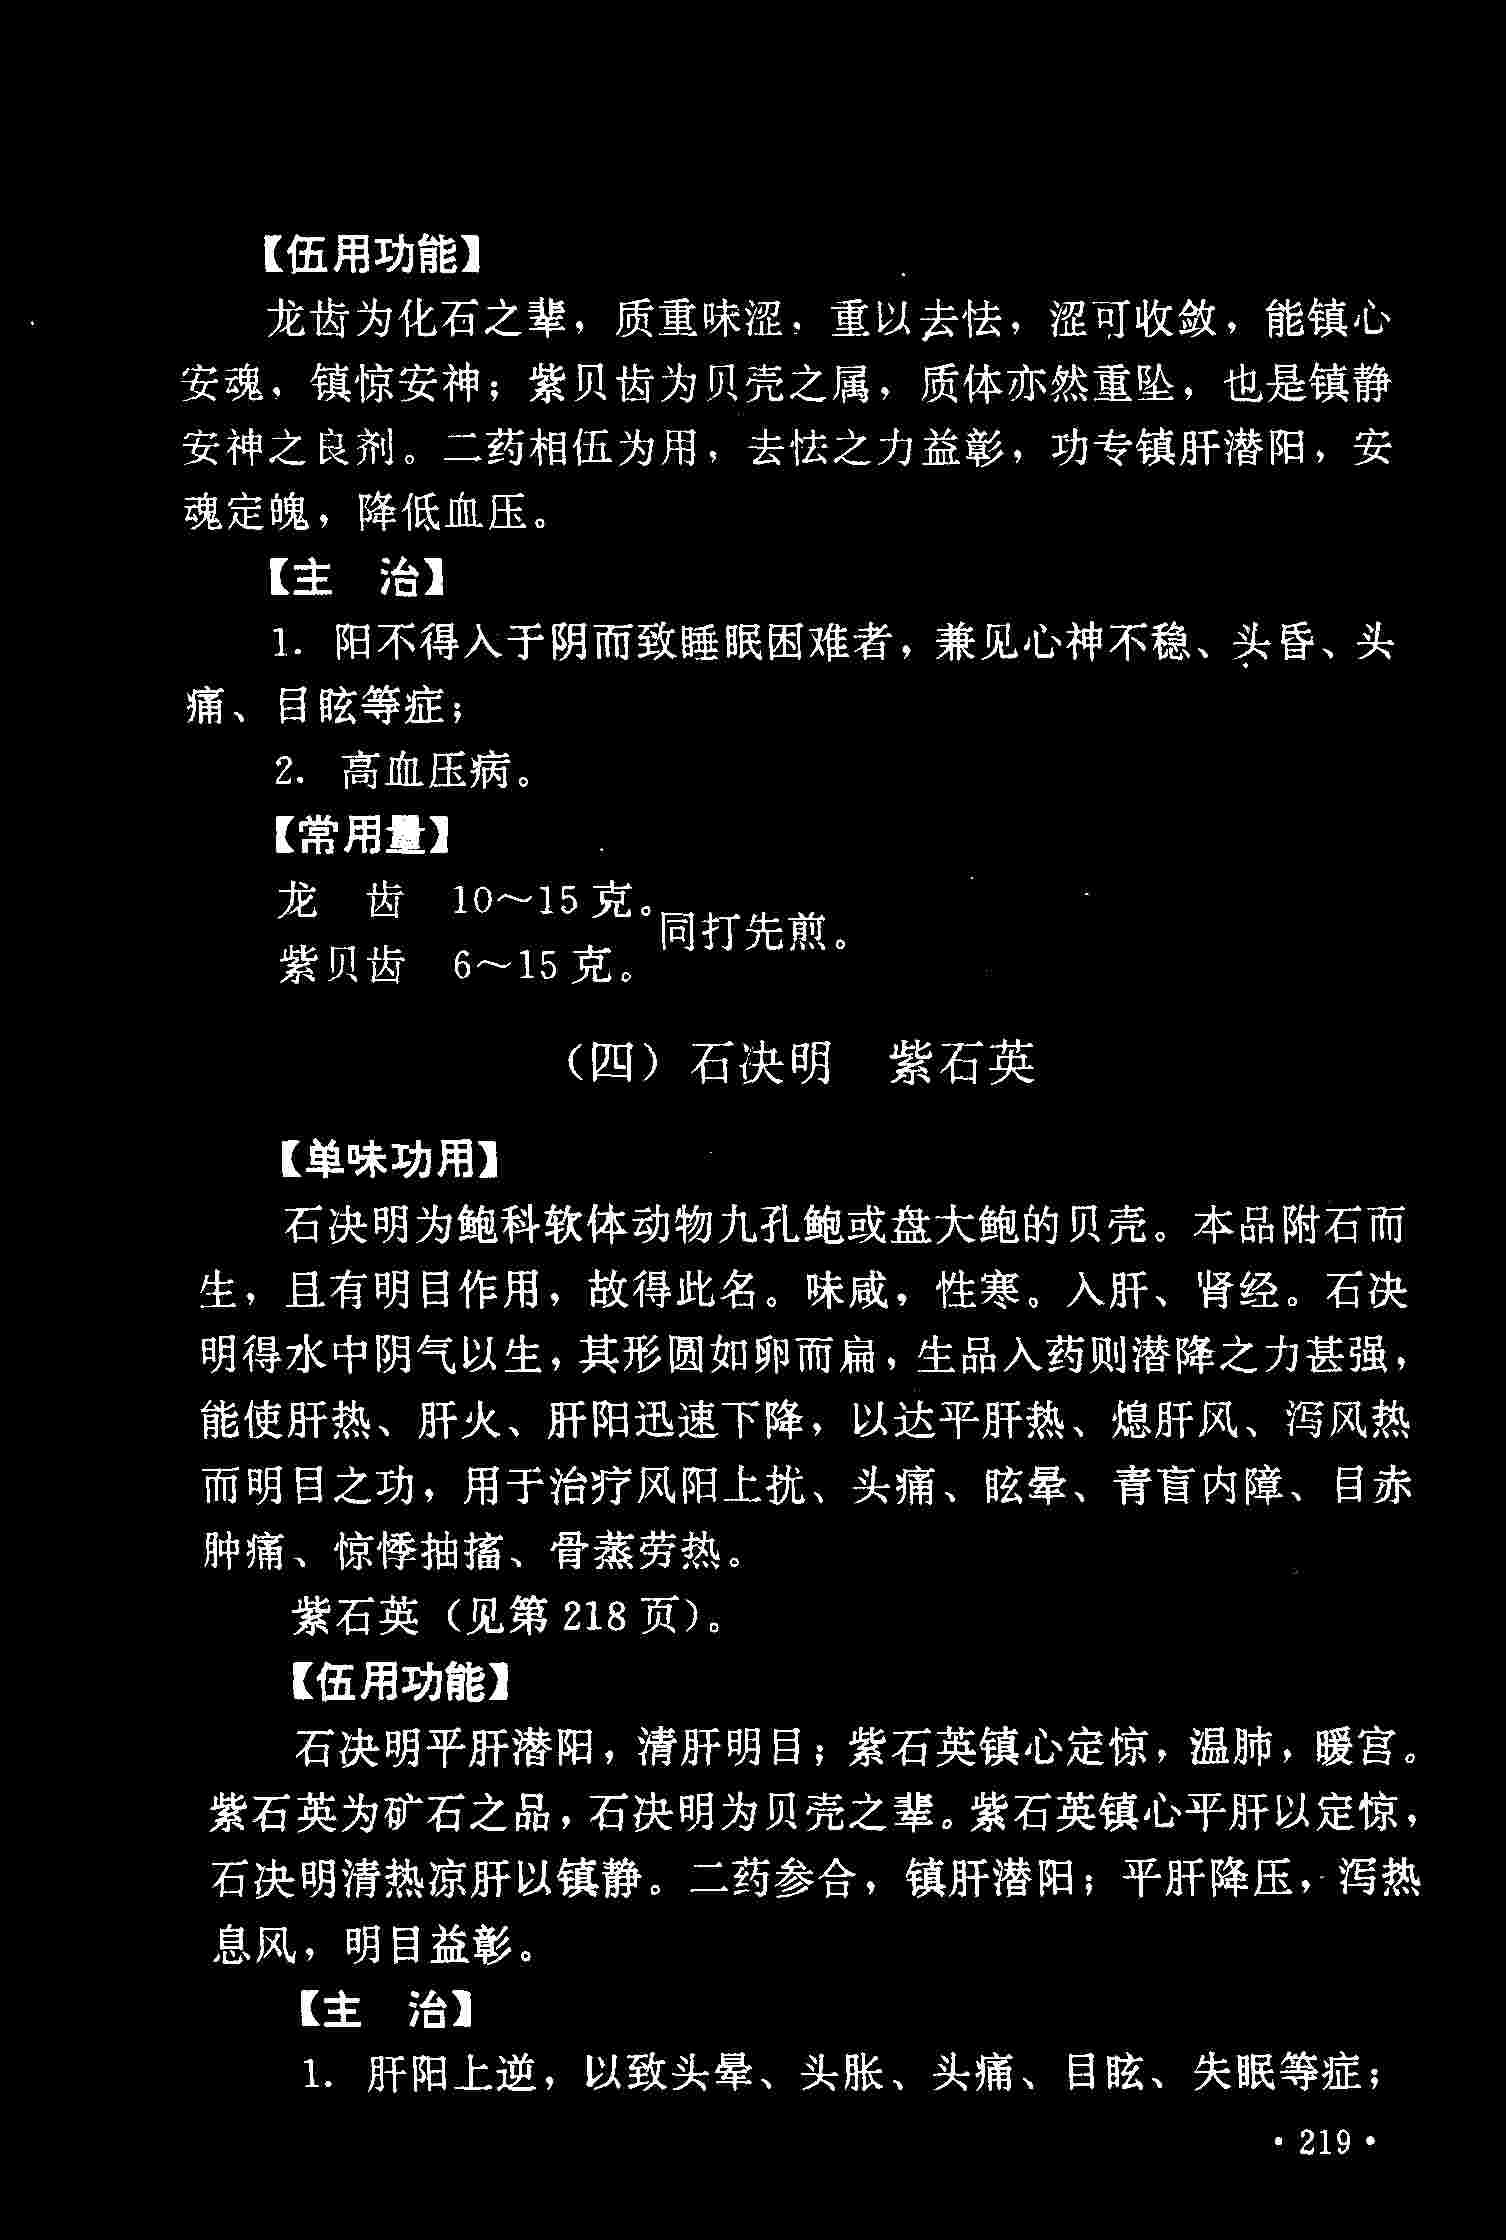 【伍用功能】
龙齿为化石之辈，质重味涩，重以去怯，涩可收敛，能镇心
安魂，镇惊安神；紫贝齿为贝壳之属，质体亦然重坠，也是镇静
安神之良剂。二药相伍为用，去怯之力益彰，功专镇肝潜阳，安
魂定魄，降低血压。
【主　治】
1. 阳不得入于阴而致睡眠困难者，兼见心神不稳、头昏、头
痛、目眩等症；
2. 高血压病。
【常用量】
龙　齿　10～15克。
同打先煎。
紫贝齿　6～15克。
（四）石决明　紫石英
【单味功用】
石决明为鲍科软体动物九孔鲍或盘大鲍的贝壳。本品附石而
生，且有明目作用，故得此名。味咸，性寒。入肝、肾经。石决
明得水中阴气以生，其形圆如卵而扁，生品入药则潜降之力甚强，
能使肝热、肝火、肝阳迅速下降，以达平肝热、熄肝风、泻风热
而明目之功，用于治疗风阳上扰、头痛、眩晕、青盲内障、目赤
肿痛、惊悸抽搐、骨蒸劳热。
紫石英（见第218页）。
【伍用功能】
石决明平肝潜阳，清肝明目；紫石英镇心定惊，温肺，暖宫。
紫石英为矿石之品，石决明为贝壳之辈。紫石英镇心平肝以定惊，
石决明清热凉肝以镇静。二药参合，镇肝潜阳；平肝降压，泻热
息风，明目益彰。
【主　治】
1. 肝阳上逆，以致头晕、头胀、头痛、目眩、失眠等症；
·219·